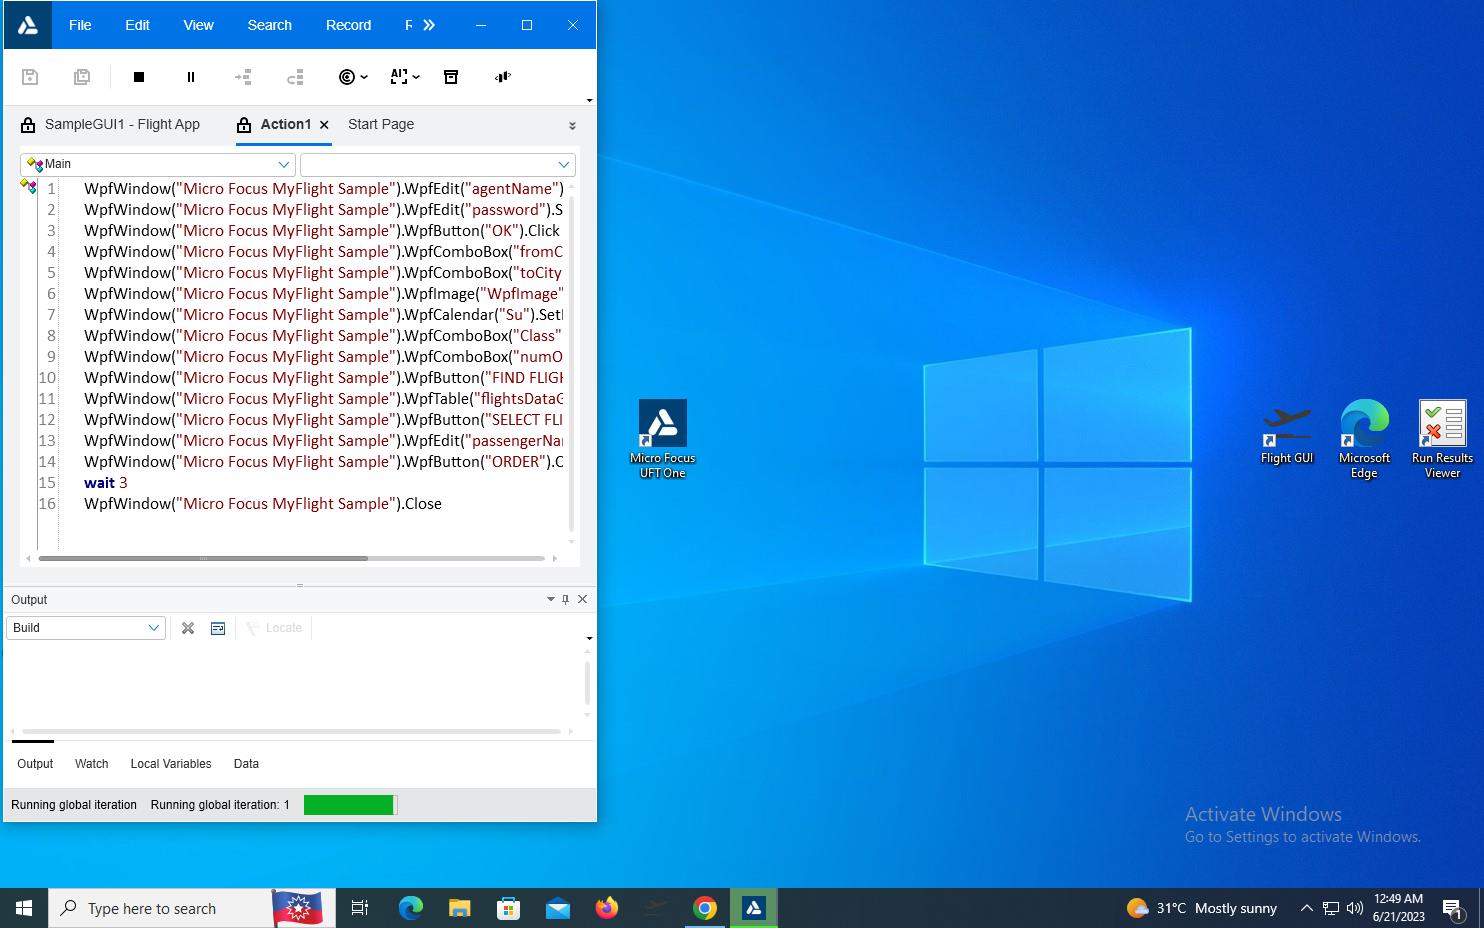 File Edit View Search Record R
SampleGUI1 - Flight App Action1 Start Page
Main
1 WpfWindow("Micro Focus MyFlight Sample").WpfEdit("agentName")
2 WpfWindow("Micro Focus MyFlight Sample").WpfEdit("password").S
3 WpfWindow("Micro Focus MyFlight Sample").WpfButton("OK").Click
4 WpfWindow("Micro Focus MyFlight Sample").WpfComboBox("fromC
5 WpfWindow("Micro Focus MyFlight Sample").WpfComboBox("toCity
6 WpfWindow("Micro Focus MyFlight Sample").WpfImage("WpfImage"
7 WpfWindow("Micro Focus MyFlight Sample").WpfCalendar("Su").Set
8 WpfWindow("Micro Focus MyFlight Sample").WpfComboBox("Class"
9 WpfWindow("Micro Focus MyFlight Sample").WpfComboBox("numO
10 WpfWindow("Micro Focus MyFlight Sample").WpfButton("FIND FLIGH
11 WpfWindow("Micro Focus MyFlight Sample").WpfTable("flightsDataG
12 WpfWindow("Micro Focus MyFlight Sample").WpfButton("SELECT FLI
13 WpfWindow("Micro Focus MyFlight Sample").WpfEdit("passengerNa
14 WpfWindow("Micro Focus MyFlight Sample").WpfButton("ORDER").C
15 wait 3
16 WpfWindow("Micro Focus MyFlight Sample").Close
Output
Build Locate
Output Watch Local Variables Data
Running global iteration Running global iteration: 1
Micro Focus
UFT One
Flight GUI
Microsoft
Edge
Run Results
Viewer
Activate Windows
Go to Settings to activate Windows.
Type here to search
31°C Mostly sunny
12:49 AM
6/21/2023
1